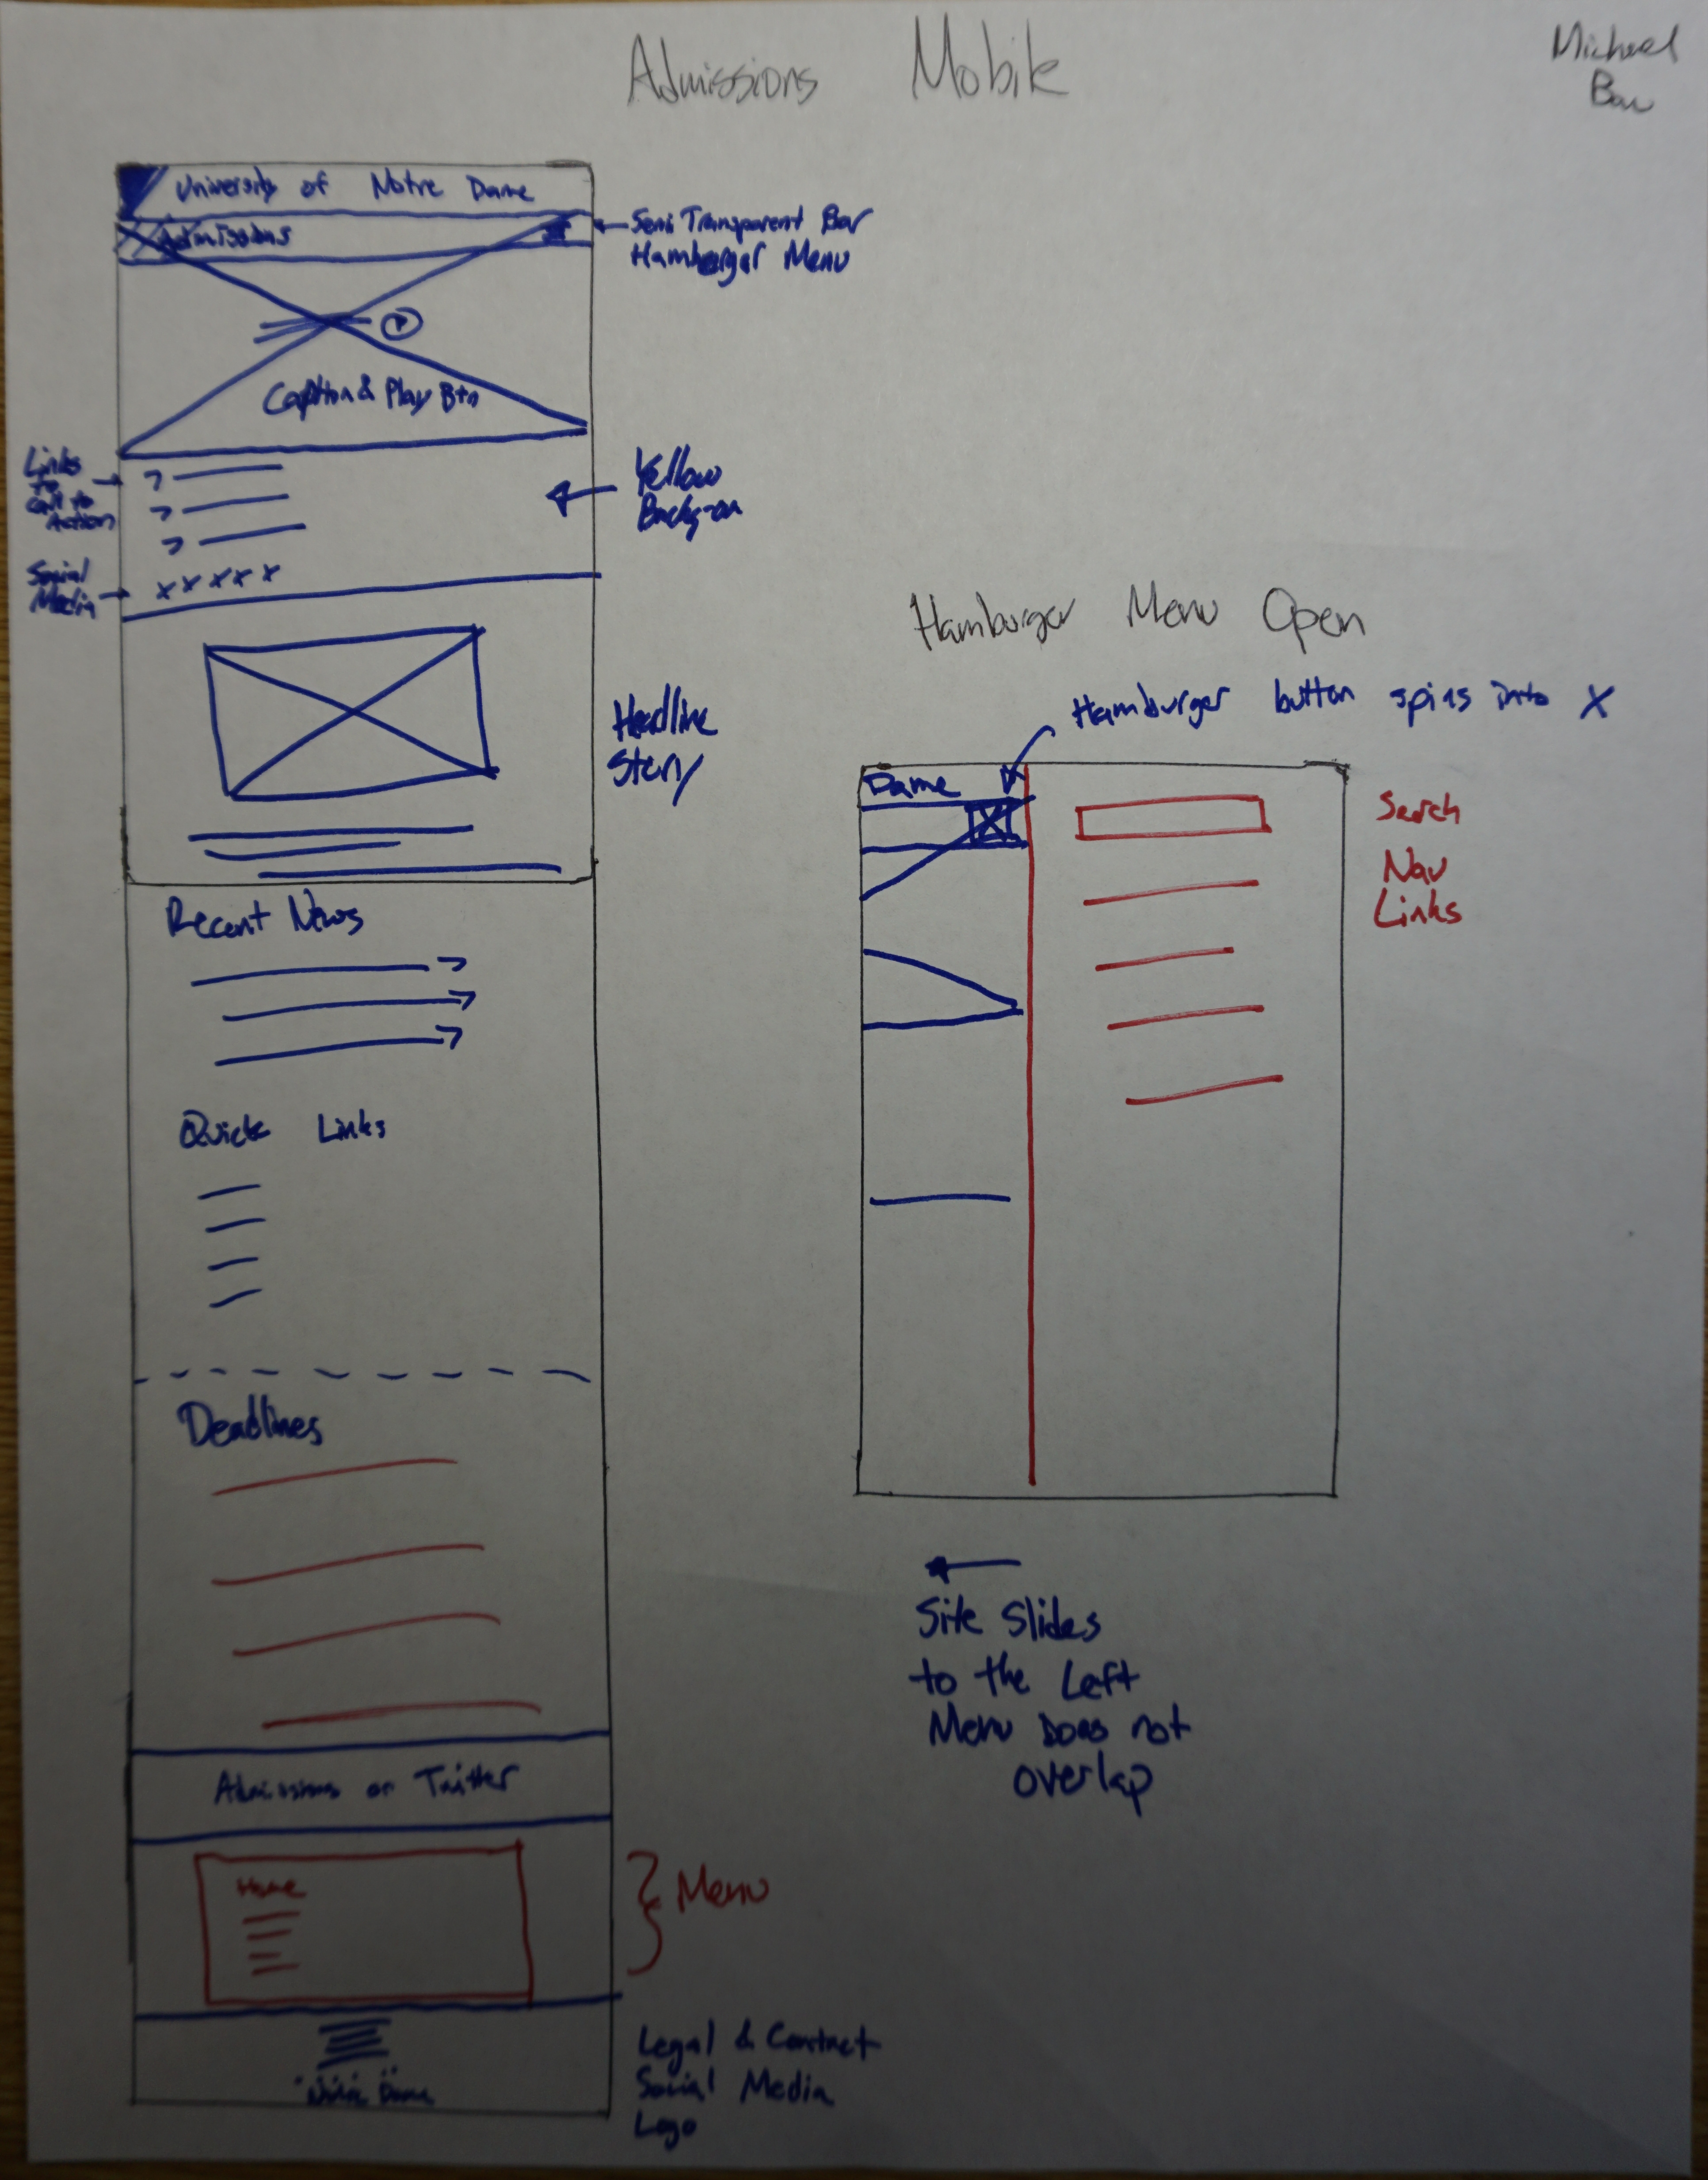 Admissions Mobile
Michael
University of Notre Dame
Admissions
Semi Transparent Bar
Hamburger Menu
Caption & Play Btn
Links
to
Call to
Action
Yellow
Social
Media
x x x x x
Headline
Story
Recent News
Quick Links
Deadlines
Admissions on Twitter
Home
Menu
Notre Dame
Legal & Contact
Social Media
Logo
Hamburger Menu Open
Hamburger button spins into X
Dame
Search
Nav
Links
Site Slides
to the Left
Menu Does not
overlap